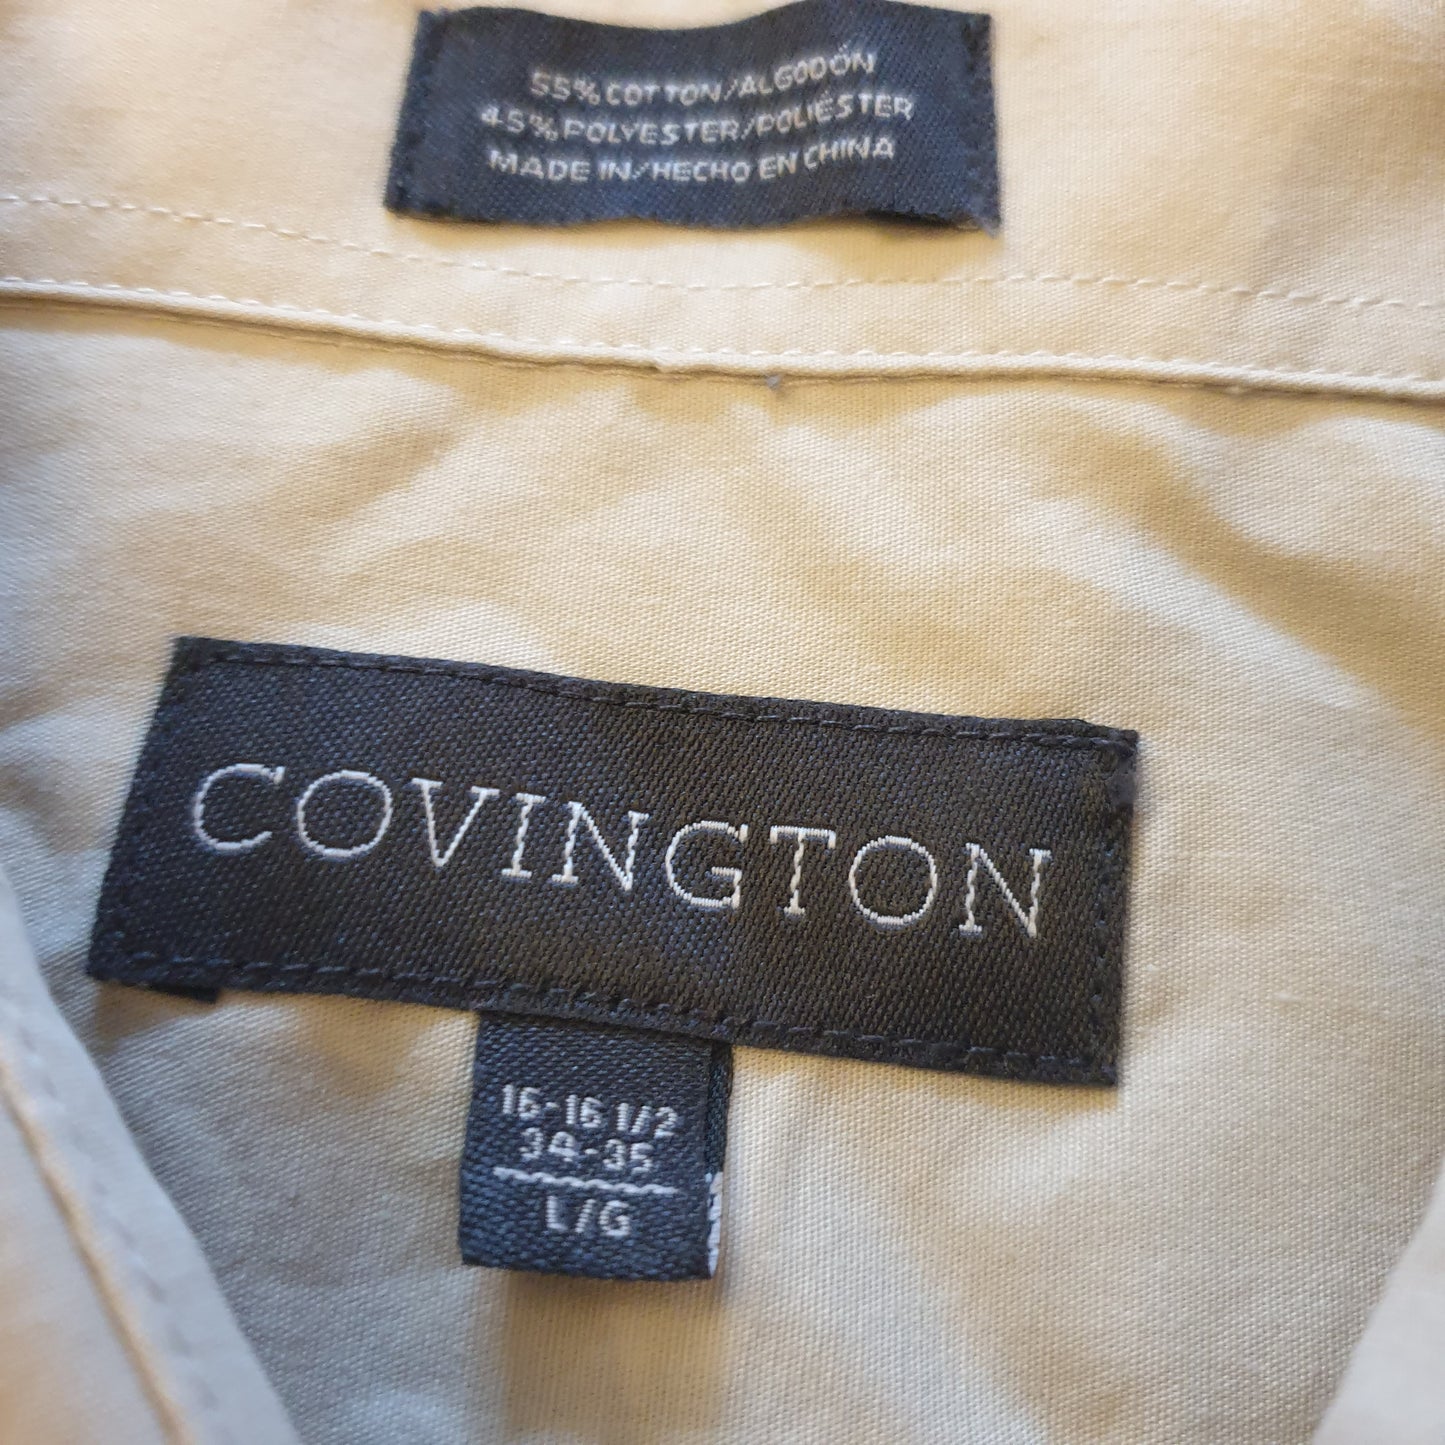 55% COTTON/ALGODÓN
45% POLYESTER/POLIÉSTER
MADE IN/HECHO EN CHINA
COVINGTON
16-16 1/2
34-35
L/G